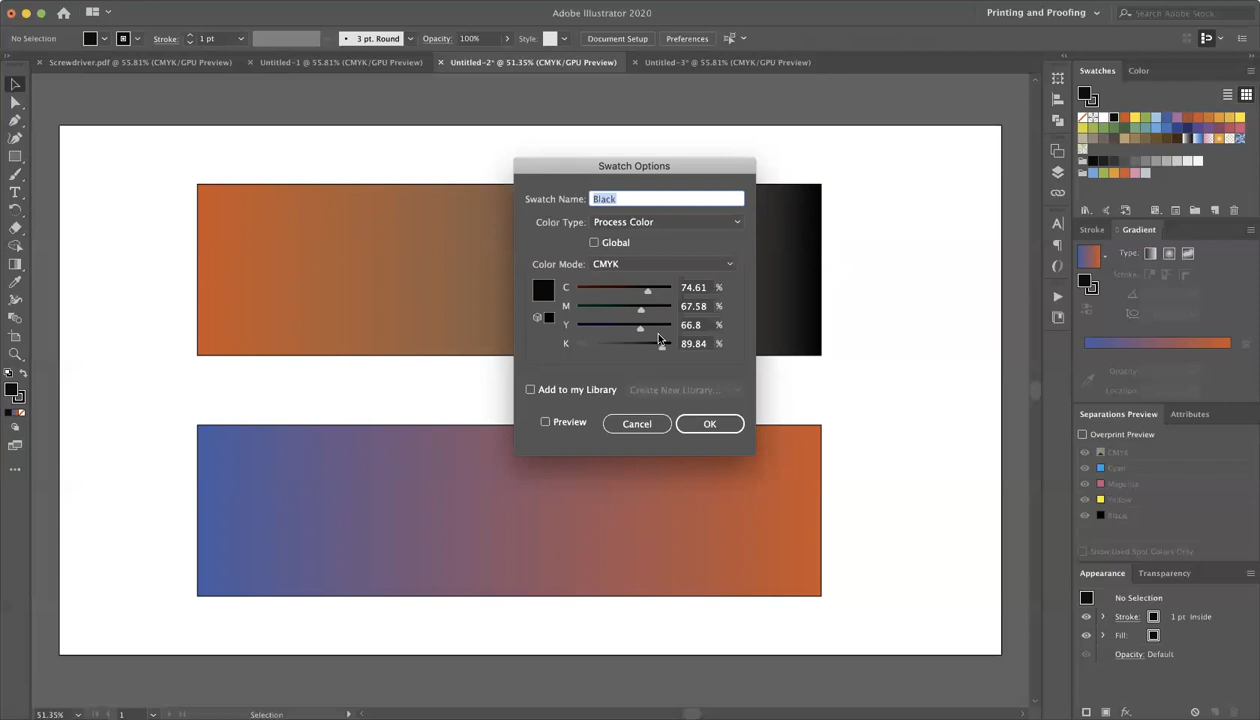 Adobe Illustrator 2020
Printing and Proofing
Search Adobe Stock
No Selection
Stroke:
1 pt
3 pt. Round
Opacity:
100%
Style:
Document Setup
Preferences
Screwdriver.pdf @ 55.81% (CMYK/GPU Preview)
Untitled-1 @ 55.81% (CMYK/GPU Preview)
Untitled-2* @ 51.35% (CMYK/GPU Preview)
Untitled-3* @ 55.81% (CMYK/GPU Preview)
Swatches
Color
Swatch Options
Swatch Name:
Black
Color Type:
Process Color
Global
Color Mode:
CMYK
C
74.61
%
M
67.58
%
Y
66.8
%
K
89.84
%
Add to my Library
Create New Library...
Preview
Cancel
OK
Stroke
Gradient
Type:
Stroke:
Opacity:
Location:
Separations Preview
Attributes
Overprint Preview
CMYK
Cyan
Magenta
Yellow
Black
Show Used Spot Colors Only
Appearance
Transparency
No Selection
Stroke:
1 pt Inside
Fill:
Opacity: Default
fx
51.35%
1
Selection